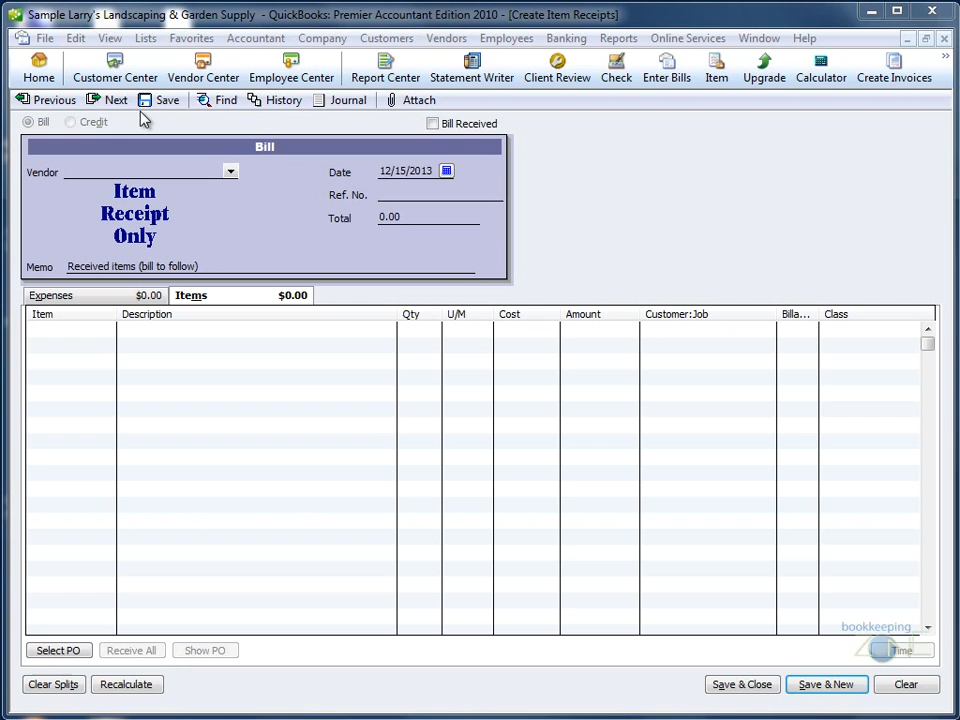 Sample Larry's Landscaping & Garden Supply - QuickBooks: Premier Accountant Edition 2010 - [Create Item Receipts]
File Edit View Lists Favorites Accountant Company Customers Vendors Employees Banking Reports Online Services Window Help
Home Customer Center Vendor Center Employee Center Report Center Statement Writer Client Review Check Enter Bills Item Upgrade Calculator Create Invoices
Previous Next Save Find History Journal Attach
Bill Credit Bill Received
Bill
Vendor Date 12/15/2013
Item
Receipt
Only
Ref. No.
Total 0.00
Memo Received items (bill to follow)
Expenses $0.00 Items $0.00
Item Description Qty U/M Cost Amount Customer:Job Billa... Class
bookkeeping
Select PO Receive All Show PO Time
Clear Splits Recalculate Save & Close Save & New Clear